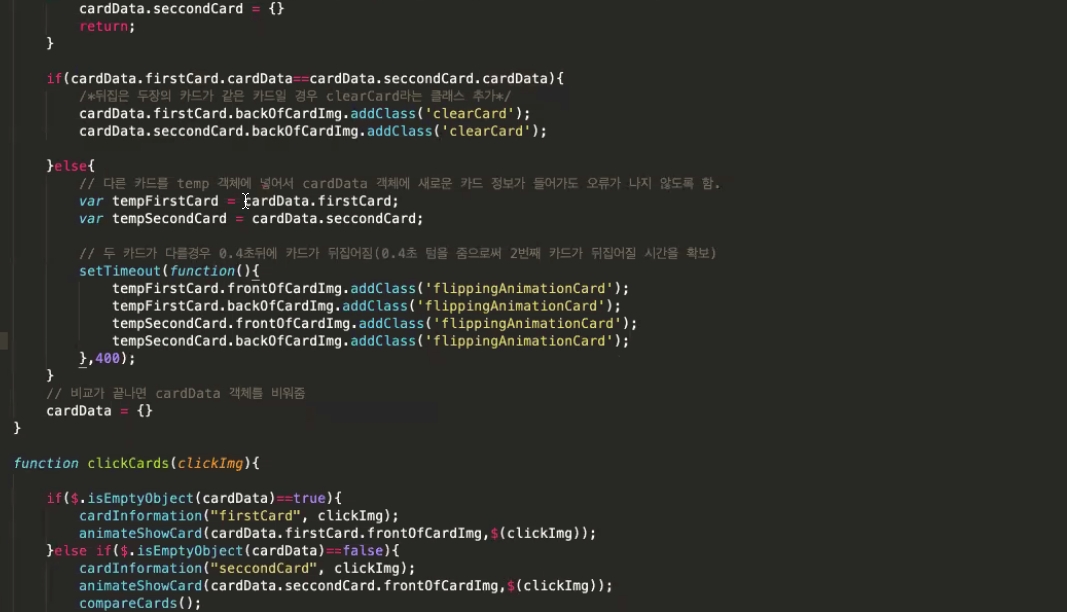 cardData.seccondCard = {}
return;
}
if(cardData.firstCard.cardData==cardData.seccondCard.cardData){
/*뒤집은 두장의 카드가 같은 카드일 경우 clearCard라는 클래스 추가*/
cardData.firstCard.backOfCardImg.addClass('clearCard');
cardData.seccondCard.backOfCardImg.addClass('clearCard');
}else{
// 다른 카드를 temp 객체에 넣어서 cardData 객체에 새로운 카드 정보가 들어가도 오류가 나지 않도록 함.
var tempFirstCard = cardData.firstCard;
var tempSecondCard = cardData.seccondCard;
// 두 카드가 다를경우 0.4초뒤에 카드가 뒤집어짐(0.4초 텀을 줌으로써 2번째 카드가 뒤집어질 시간을 확보)
setTimeout(function(){
tempFirstCard.frontOfCardImg.addClass('flippingAnimationCard');
tempFirstCard.backOfCardImg.addClass('flippingAnimationCard');
tempSecondCard.frontOfCardImg.addClass('flippingAnimationCard');
tempSecondCard.backOfCardImg.addClass('flippingAnimationCard');
},400);
}
// 비교가 끝나면 cardData 객체를 비워줌
cardData = {}
}
function clickCards(clickImg){
if($.isEmptyObject(cardData)==true){
cardInformation("firstCard", clickImg);
animateShowCard(cardData.firstCard.frontOfCardImg,$(clickImg));
}else if($.isEmptyObject(cardData)==false){
cardInformation("seccondCard", clickImg);
animateShowCard(cardData.seccondCard.frontOfCardImg,$(clickImg));
compareCards();